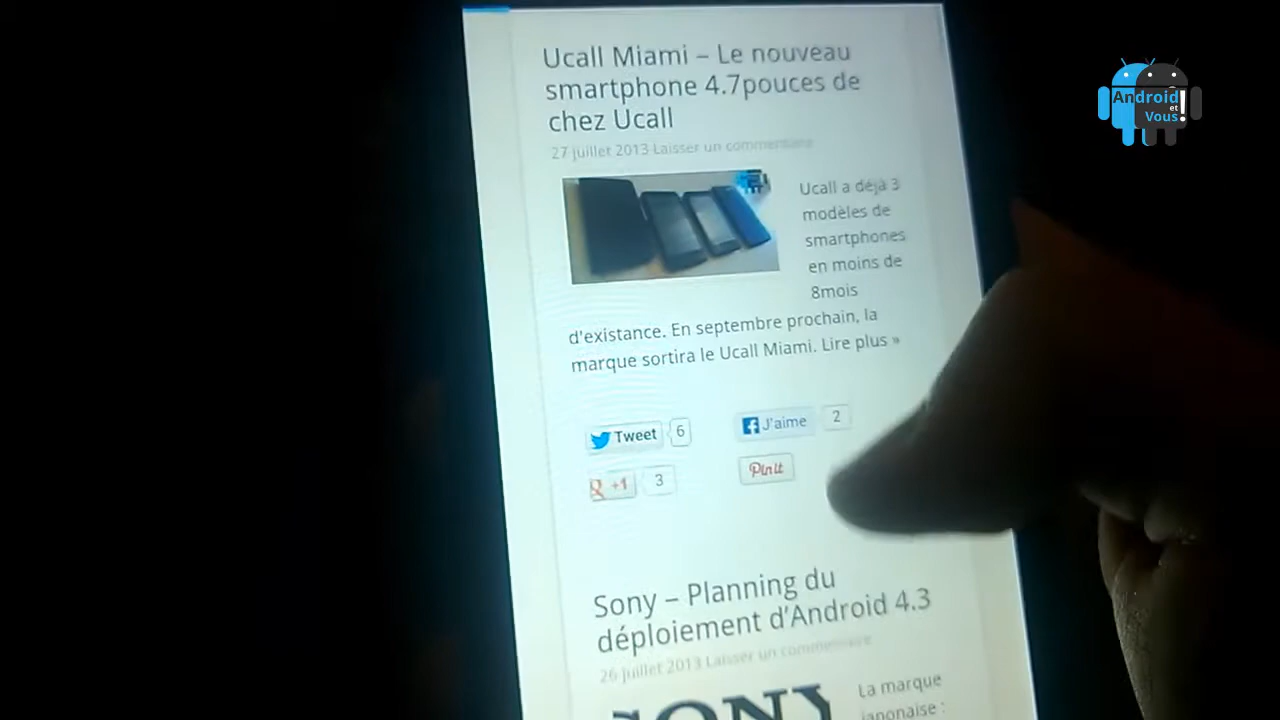 Ucall Miami – Le nouveau
smartphone 4.7pouces de
chez Ucall
27 juillet 2013 Laisser un commentaire
Ucall a déjà 3
modèles de
smartphones
en moins de
8mois
d'existance. En septembre prochain, la
marque sortira le Ucall Miami. Lire plus »
Tweet 6
J'aime 2
+1 3
Pin it
Sony – Planning du
déploiement d'Android 4.3
26 juillet 2013 Laisser un commentaire
SONY
La marque
japonaise :
Android
et
Vous!